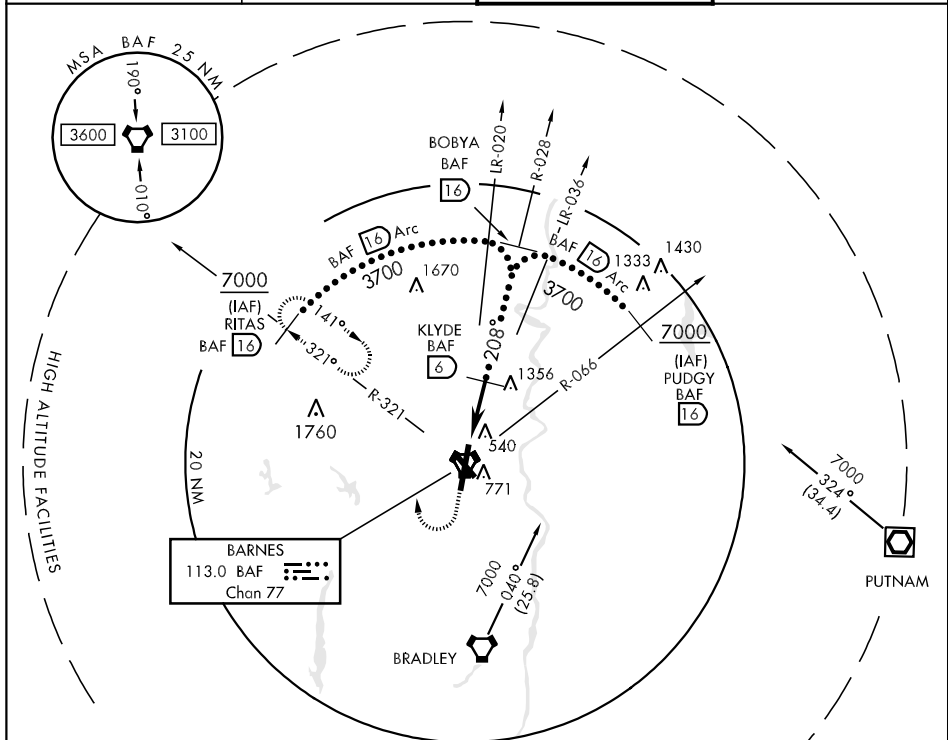 MSA BAF 25 NM
190°
3600
3100
010°
BOBYA
BAF
16
LR-020
R-028
LR-036
BAF 16 Arc
3700
1670
BAF 16 Arc
3700
1333
1430
7000
(IAF)
RITAS
BAF 16
141°
321°
R-321
KLYDE
BAF
6
208°
1356
R-066
7000
(IAF)
PUDGY
BAF
16
1760
540
771
HIGH ALTITUDE FACILITIES
20 NM
BARNES
113.0 BAF
Chan 77
7000
040°
(25.8)
BRADLEY
7000
324°
(34.4)
PUTNAM